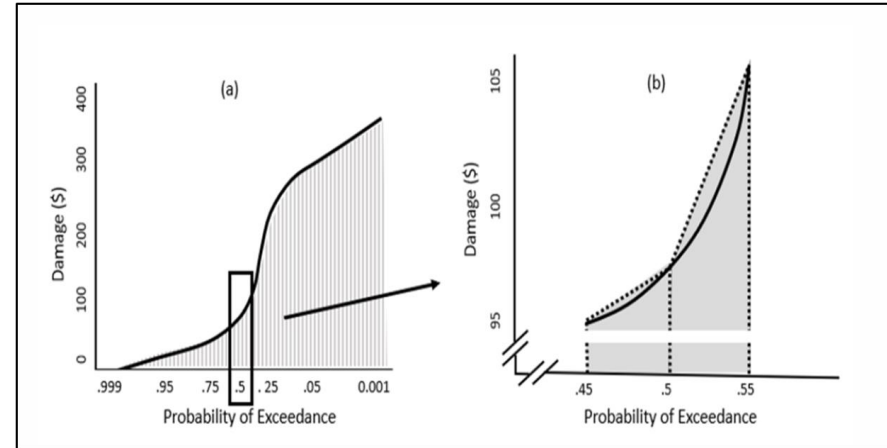 (a)
Damage ($)
400
300
200
100
0
.999 .95 .75 .5 .25 .05 0.001
Probability of Exceedance
(b)
Damage ($)
105
100
95
.45 .5 .55
Probability of Exceedance